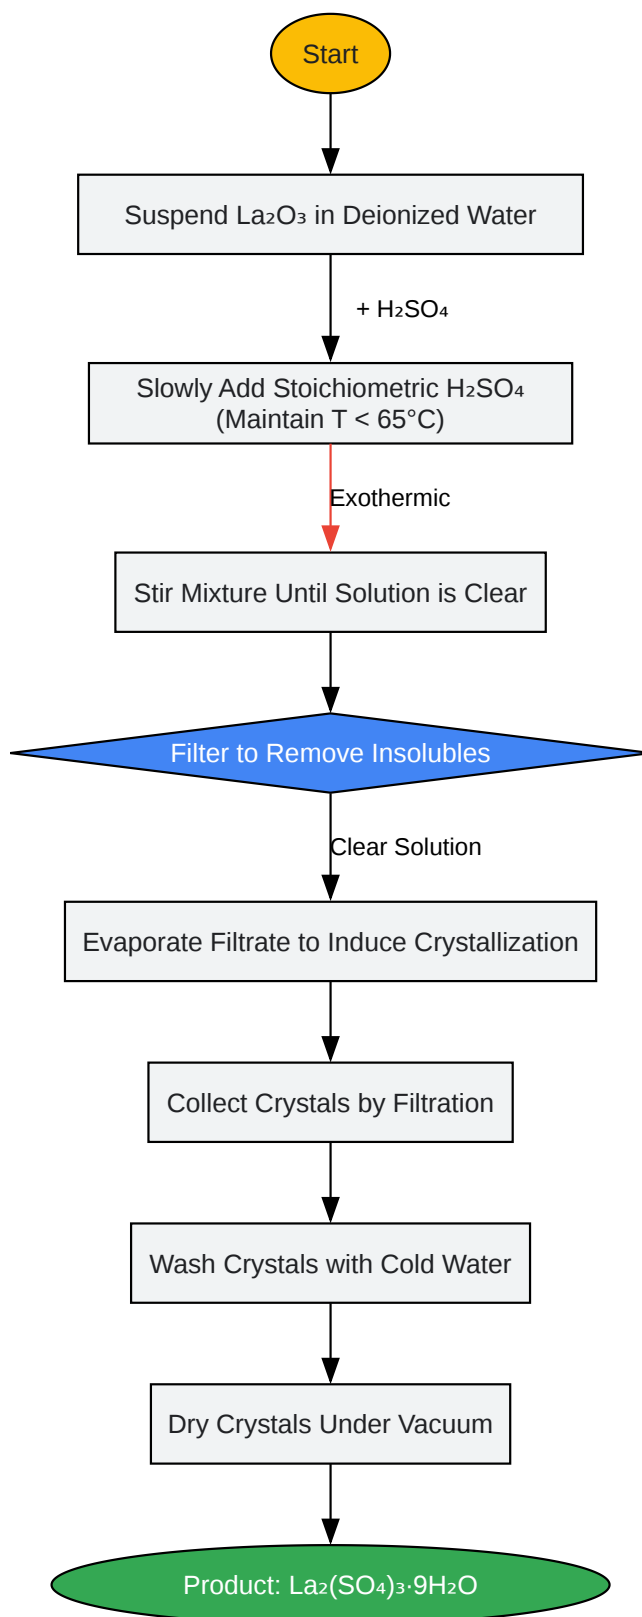 Start
Suspend La₂O₃ in Deionized Water
+ H₂SO₄
Slowly Add Stoichiometric H₂SO₄
(Maintain T < 65°C)
Exothermic
Stir Mixture Until Solution is Clear
Filter to Remove Insolubles
Clear Solution
Evaporate Filtrate to Induce Crystallization
Collect Crystals by Filtration
Wash Crystals with Cold Water
Dry Crystals Under Vacuum
Product: La₂(SO₄)₃·9H₂O